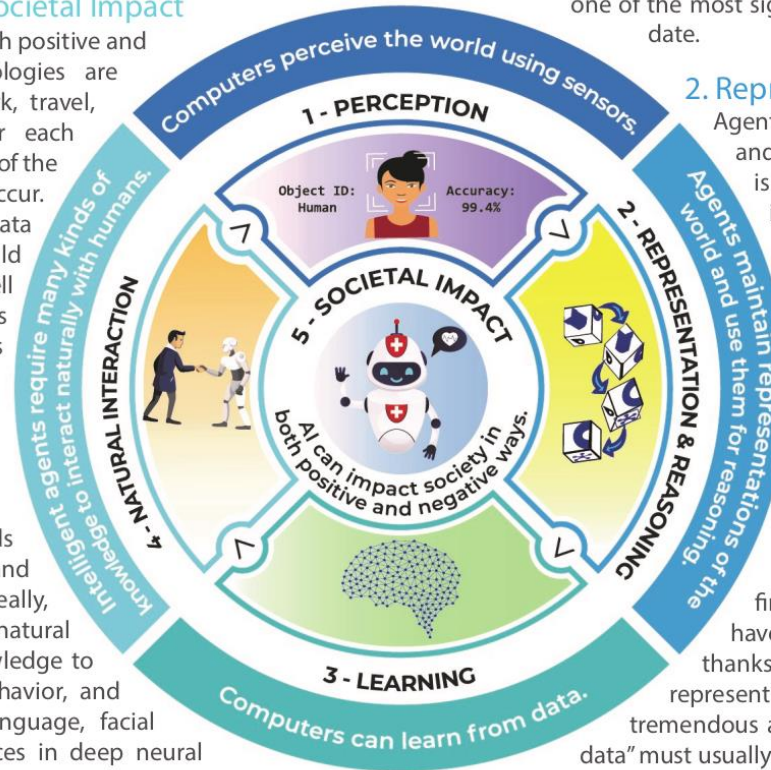 ocietal Impact
h positive and
ologies are
k, travel,
r each
of the
ccur.
ata
ld
ell
s
s
ls
nd
eally,
natural
ledge to
havior, and
nguage, facial
ces in deep neural
Computers perceive the world using sensors.
1 - PERCEPTION
Object ID:
Human
Accuracy:
99.4%
Agents maintain representations of the
world and use them for reasoning.
2 - REPRESENTATION & REASONING
3 - LEARNING
Computers can learn from data.
Intelligent agents require many kinds of
knowledge to interact naturally with humans.
4 - NATURAL INTERACTION
5 - SOCIETAL IMPACT
AI can impact society in
both positive and negative ways.
one of the most sig
date.
2. Repr
Agent
and
is
fir
have
thanks
represent
tremendous a
data" must usually